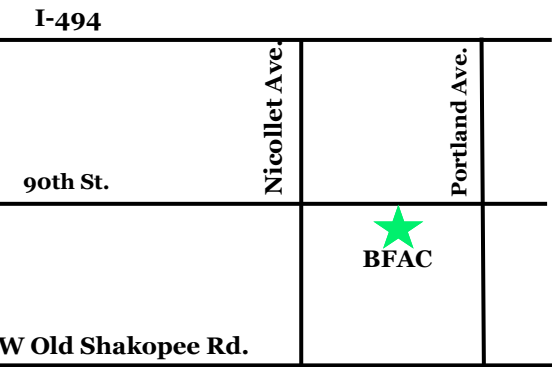 I-494
Nicollet Ave.
Portland Ave.
90th St.
BFAC
W Old Shakopee Rd.